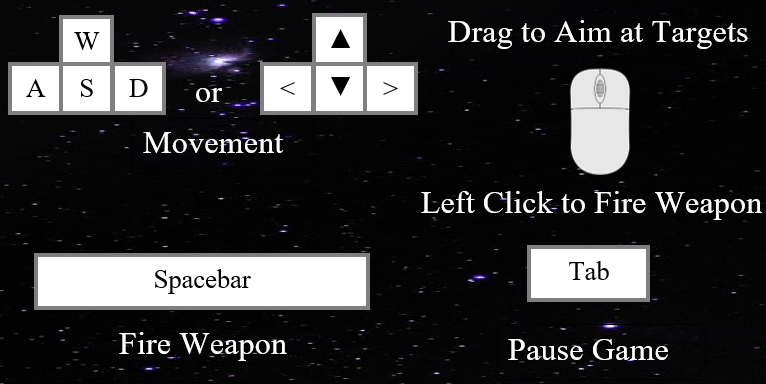 W
A S D
or
▲
< ▼ >
Movement
Drag to Aim at Targets
Left Click to Fire Weapon
Spacebar
Fire Weapon
Tab
Pause Game